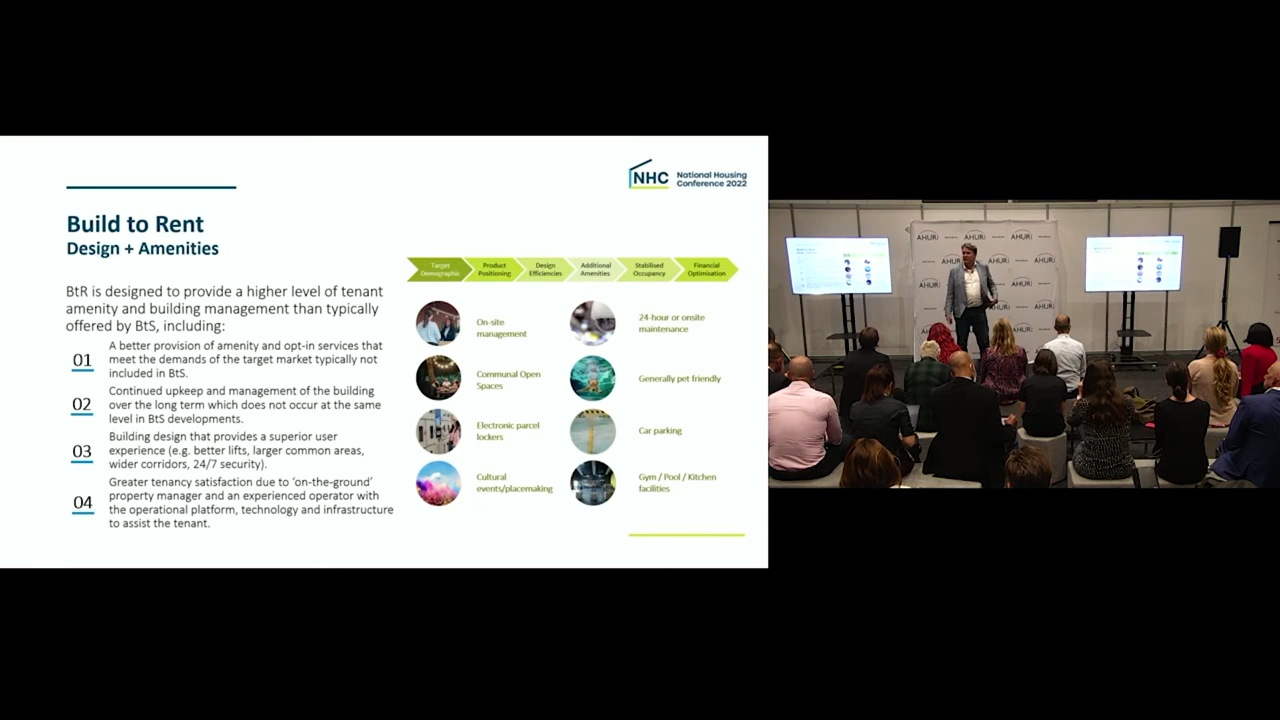 NHC
National Housing
Conference 2022
Build to Rent
Design + Amenities
BtR is designed to provide a higher level of tenant
amenity and building management than typically
offered by BtS, including:
01
A better provision of amenity and opt-in services that
meet the demands of the target market typically not
included in BtS.
02
Continued upkeep and management of the building
over the long term which does not occur at the same
level in BtS developments.
03
Building design that provides a superior user
experience (e.g. better lifts, larger common areas,
wider corridors, 24/7 security).
04
Greater tenancy satisfaction due to ‘on-the-ground’
property manager and an experienced operator with
the operational platform, technology and infrastructure
to assist the tenant.
Target
Demographic
Product
Positioning
Design
Efficiencies
Additional
Amenities
Stabilised
Occupancy
Financial
Optimisation
On-site
management
24-hour or onsite
maintenance
Communal Open
Spaces
Generally pet friendly
Electronic parcel
lockers
Car parking
Cultural
events/placemaking
Gym / Pool / Kitchen
facilities
AHURI
AHURI
AHURI
AHURI
AHURI
AHURI
AHURI